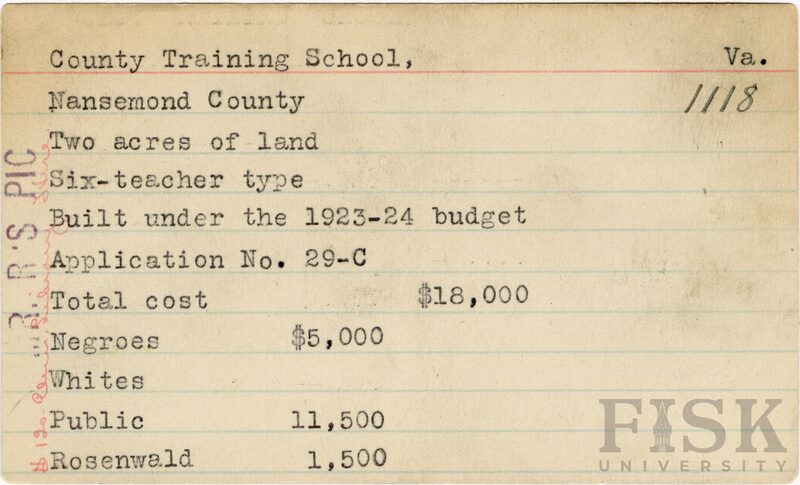 County Training School, Va.
Nansemond County 1118
Two acres of land
Six-teacher type
Built under the 1923-24 budget
Application No. 29-C
Total cost $18,000
Negroes $5,000
Whites
Public 11,500
Rosenwald 1,500
R'S PIC
FISK
UNIVERSITY